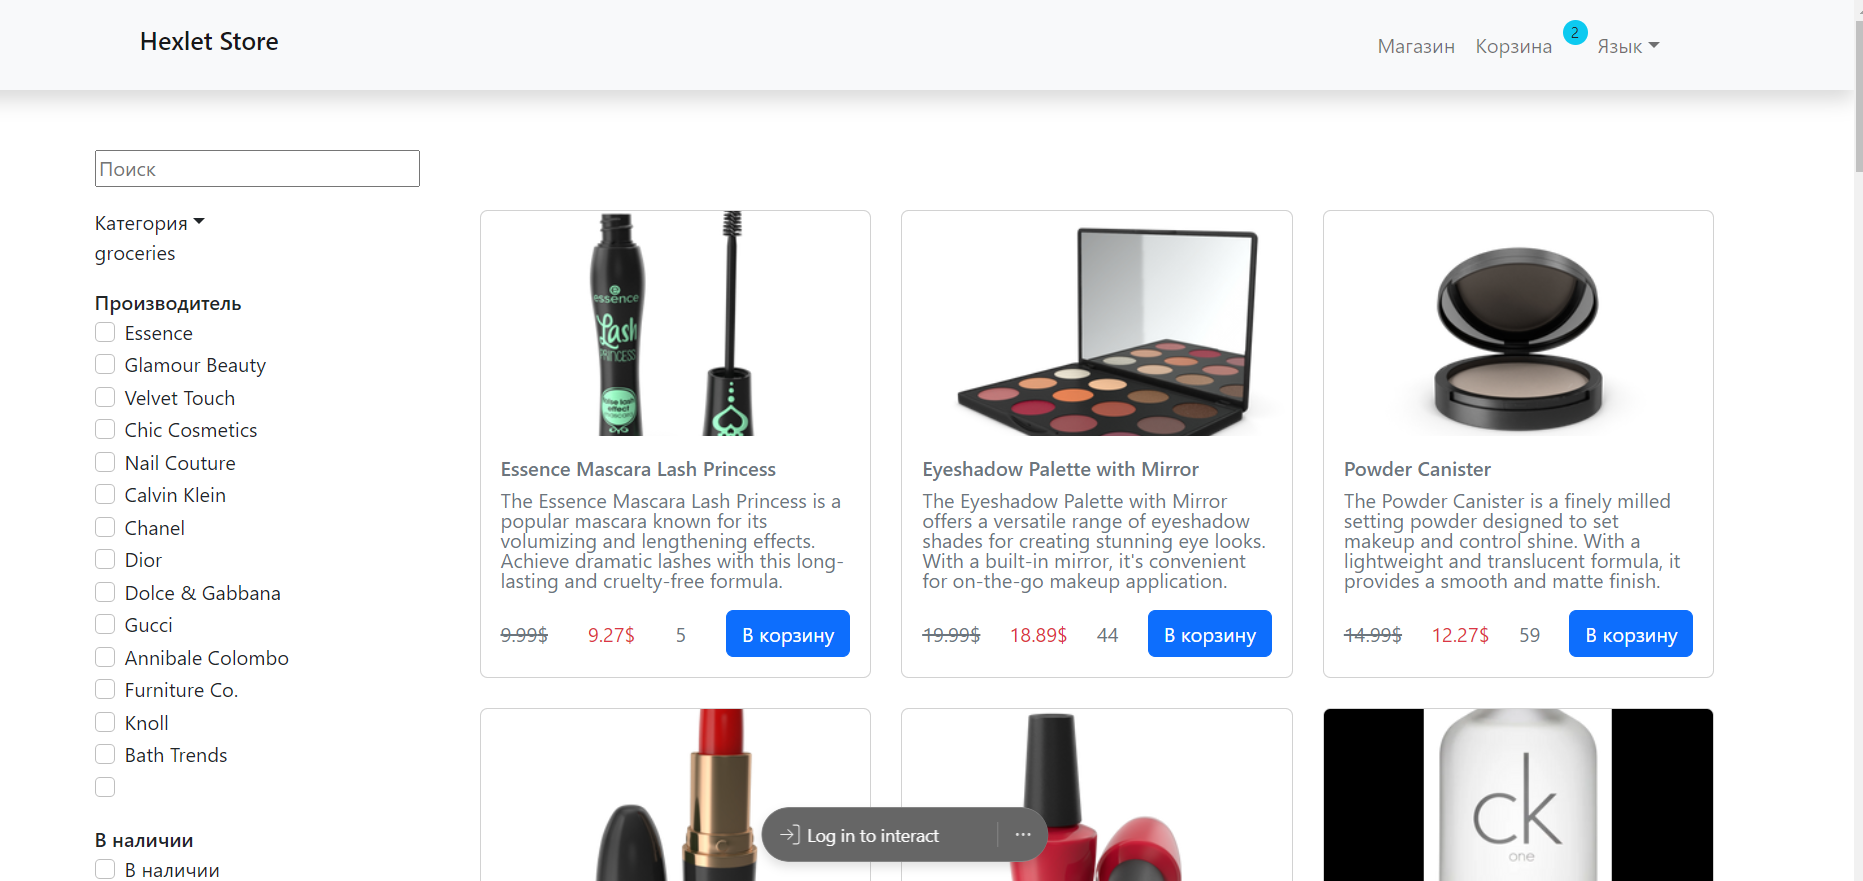 Hexlet Store
Магазин
Корзина
2
Язык
Поиск
Категория
groceries
Производитель
Essence
Glamour Beauty
Velvet Touch
Chic Cosmetics
Nail Couture
Calvin Klein
Chanel
Dior
Dolce & Gabbana
Gucci
Annibale Colombo
Furniture Co.
Knoll
Bath Trends
В наличии
В наличии
essence
Lash
PRINCESS
false lash
effect
mascara
Essence Mascara Lash Princess
The Essence Mascara Lash Princess is a
popular mascara known for its
volumizing and lengthening effects.
Achieve dramatic lashes with this long-
lasting and cruelty-free formula.
9.99$
9.27$
5
В корзину
Eyeshadow Palette with Mirror
The Eyeshadow Palette with Mirror
offers a versatile range of eyeshadow
shades for creating stunning eye looks.
With a built-in mirror, it's convenient
for on-the-go makeup application.
19.99$
18.89$
44
В корзину
Powder Canister
The Powder Canister is a finely milled
setting powder designed to set
makeup and control shine. With a
lightweight and translucent formula, it
provides a smooth and matte finish.
14.99$
12.27$
59
В корзину
ck
one
Log in to interact